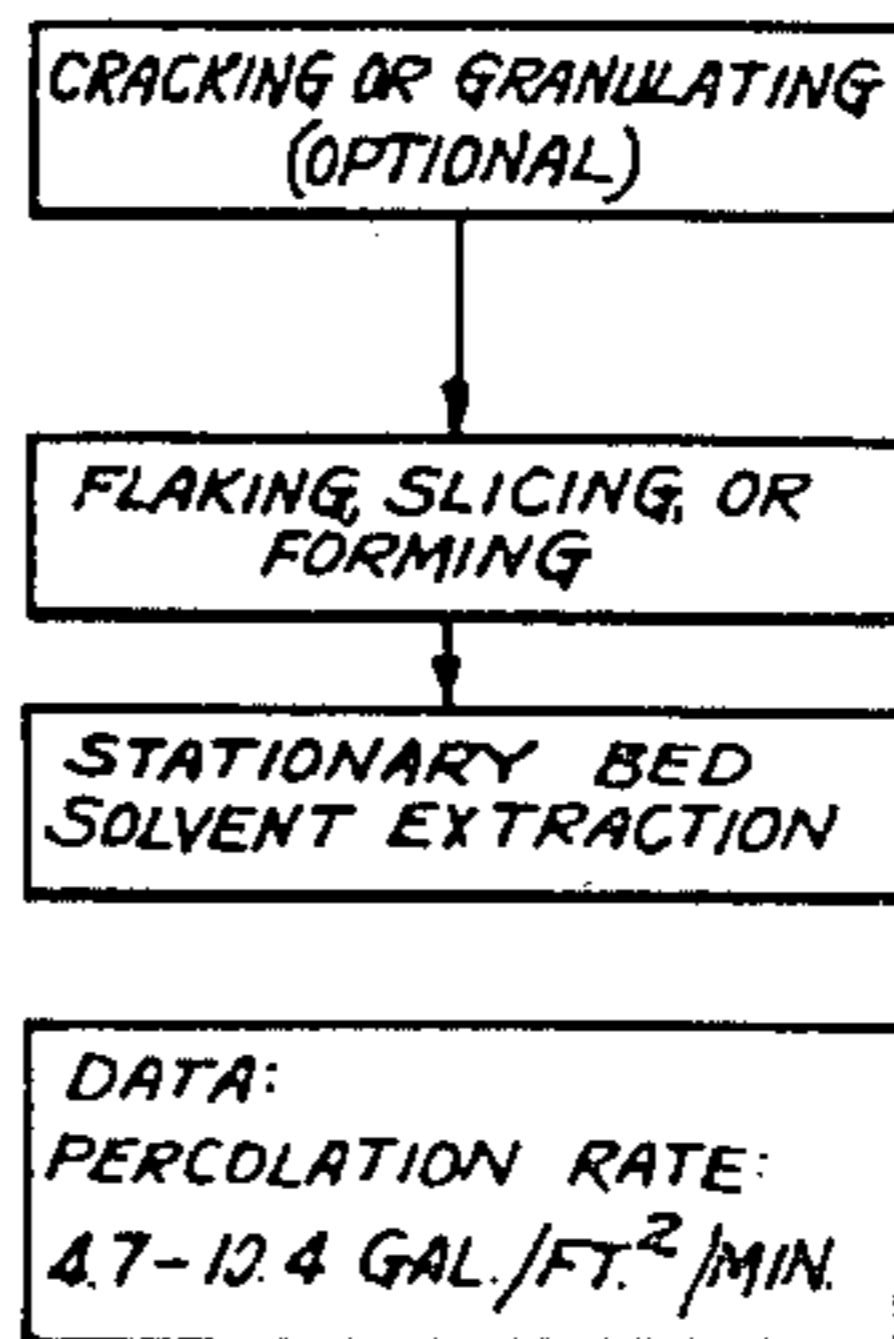 CRACKING OR GRANULATING
(OPTIONAL)
FLAKING, SLICING, OR
FORMING
STATIONARY BED
SOLVENT EXTRACTION
DATA:
PERCOLATION RATE:
4.7-10.4 GAL./FT.²/MIN.